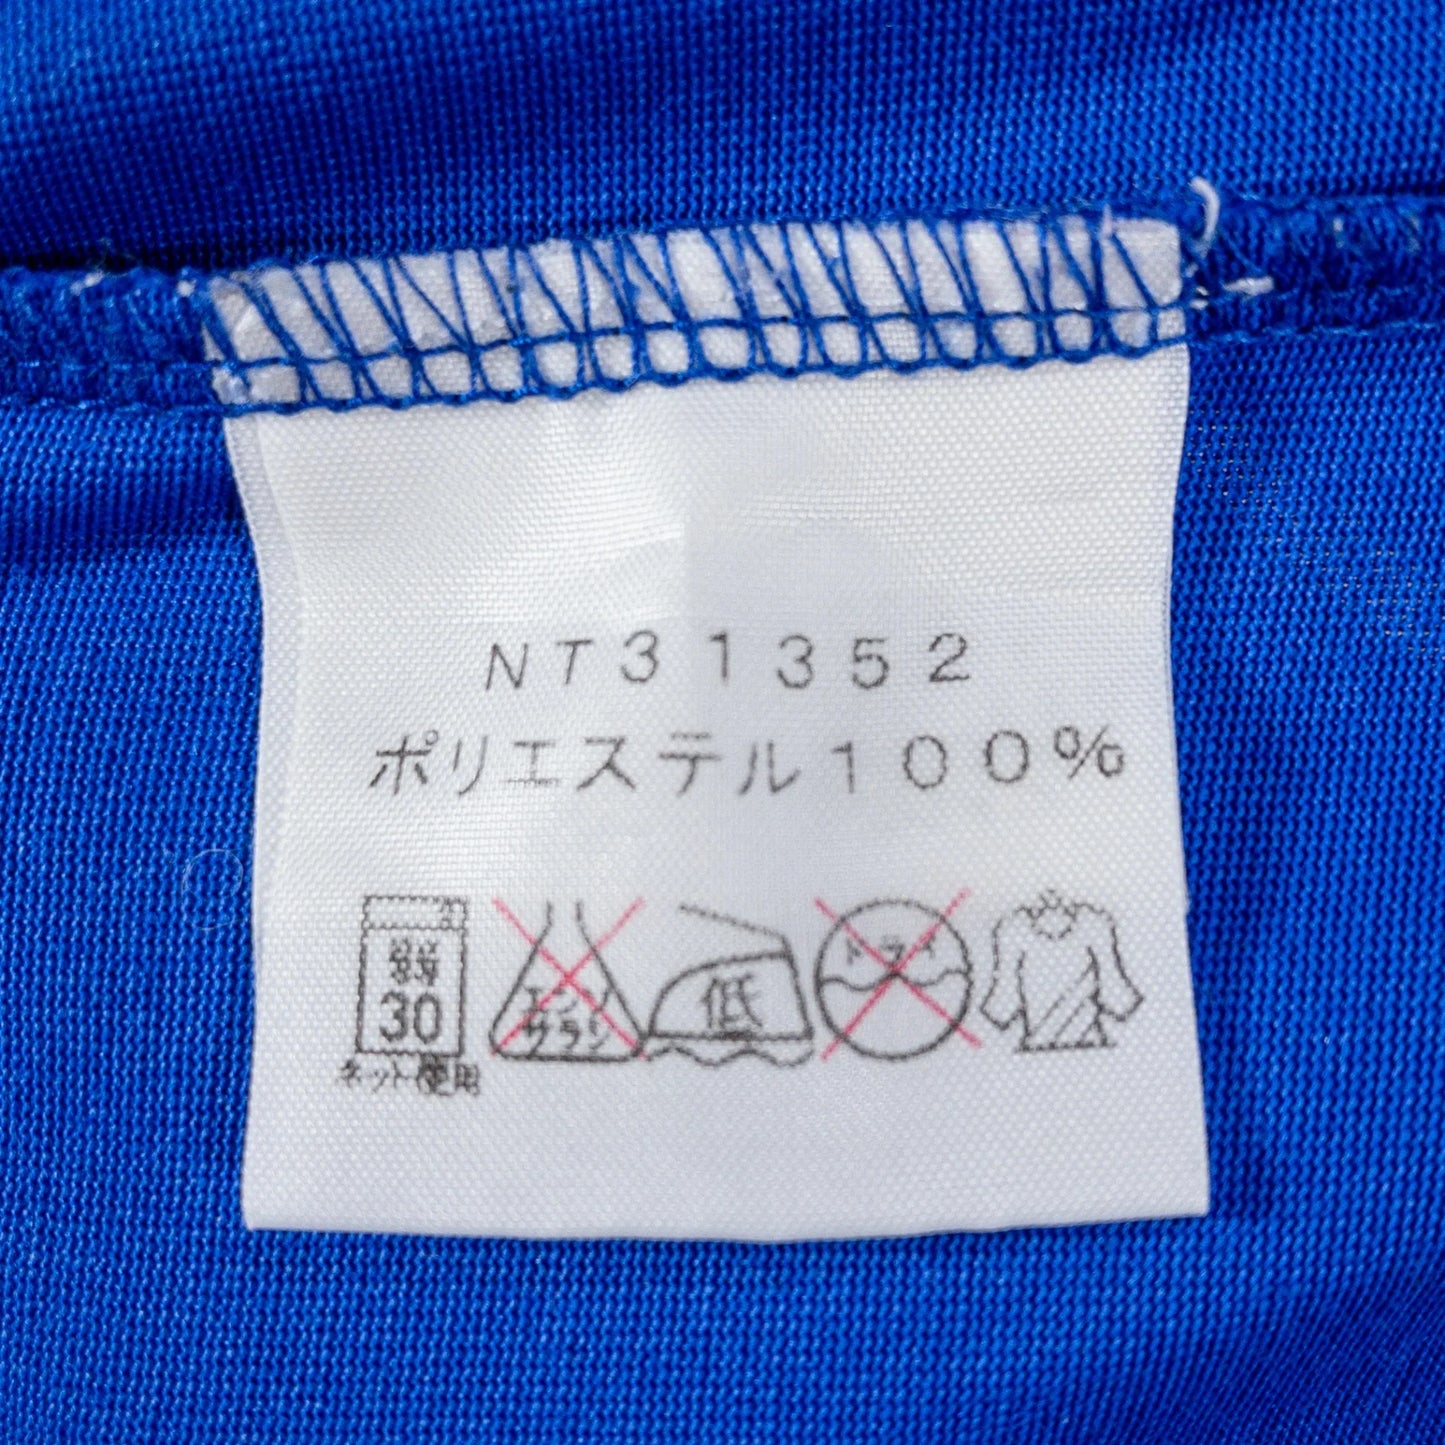 NT31352
ポリエステル100%
弱
30
ネット使用
エンソ
サラシ
低
ドライ